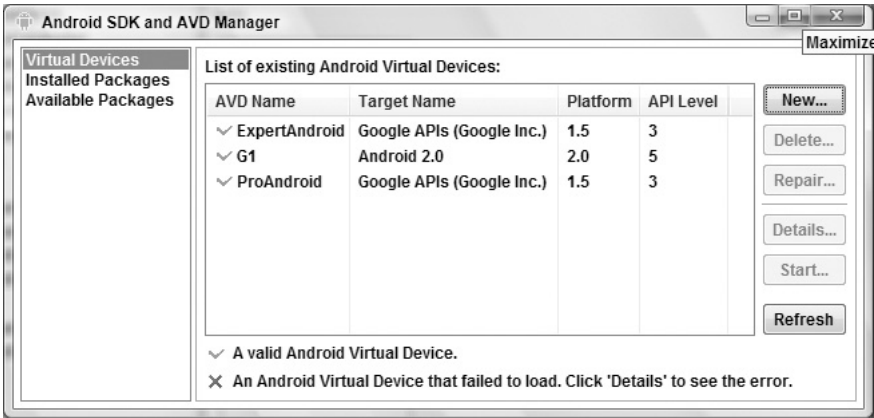 Android SDK and AVD Manager
Maximize
Virtual Devices
Installed Packages
Available Packages
List of existing Android Virtual Devices:
AVD Name Target Name Platform API Level
ExpertAndroid Google APIs (Google Inc.) 1.5 3
G1 Android 2.0 2.0 5
ProAndroid Google APIs (Google Inc.) 1.5 3
New...
Delete...
Repair...
Details...
Start...
Refresh
A valid Android Virtual Device.
An Android Virtual Device that failed to load. Click 'Details' to see the error.